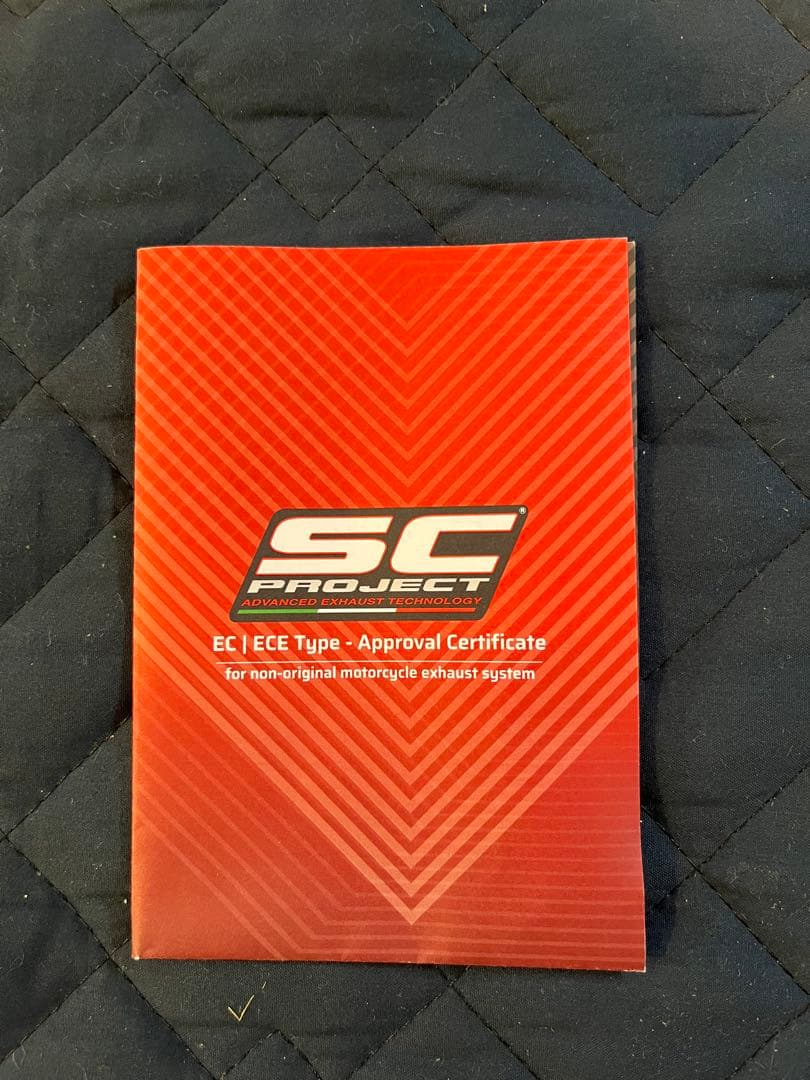 SC
®
PROJECT
ADVANCED EXHAUST TECHNOLOGY
EC | ECE Type - Approval Certificate
for non-original motorcycle exhaust system